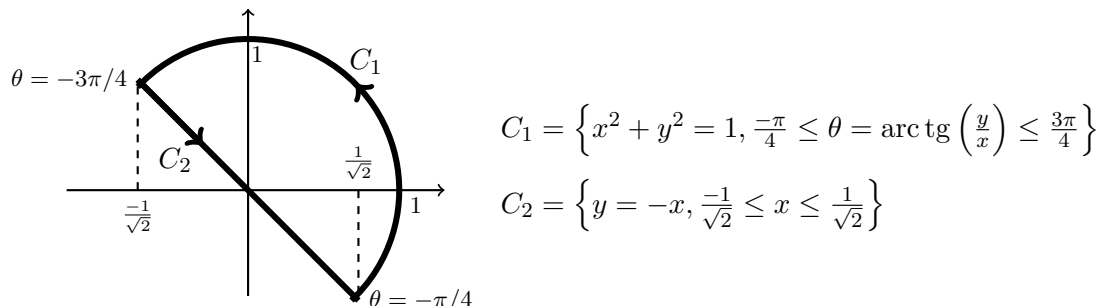 1
C₁
θ = −3π/4
C₂
1/√2
−1/√2
1
θ = −π/4
C₁ = {x² + y² = 1, −π/4 ≤ θ = arc tg (y/x) ≤ 3π/4}
C₂ = {y = −x, −1/√2 ≤ x ≤ 1/√2}